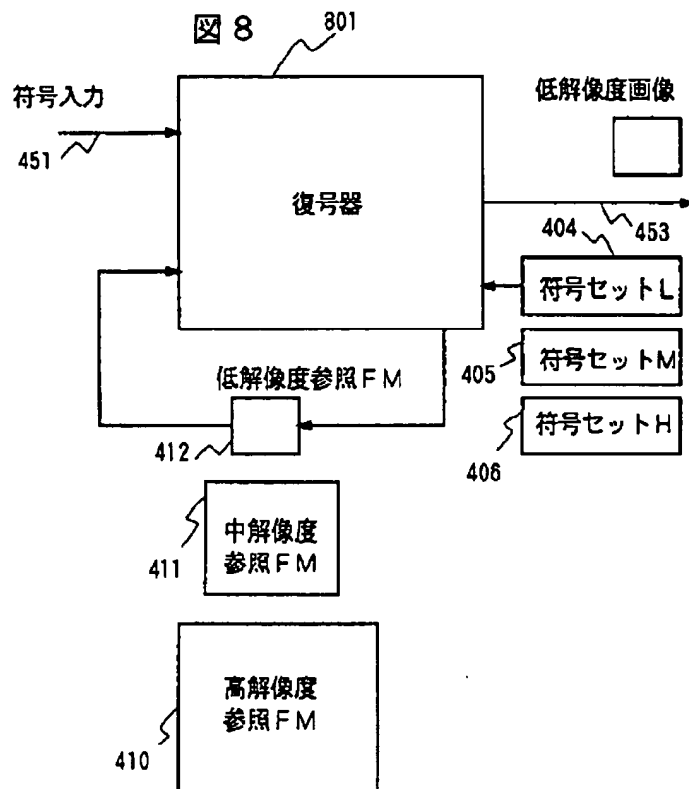 図8
801
符号入力
451
復号器
低解像度画像
453
404
符号セットL
405
符号セットM
406
符号セットH
低解像度参照FM
412
411
中解像度
参照FM
410
高解像度
参照FM